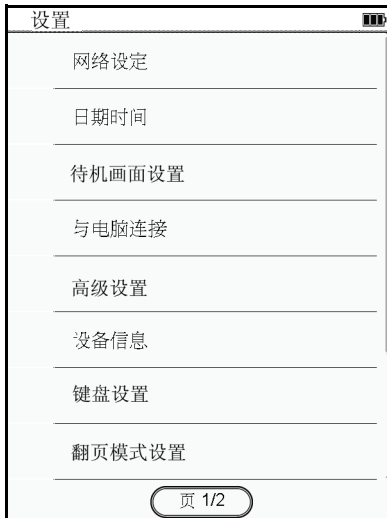 设置
网络设定
日期时间
待机画面设置
与电脑连接
高级设置
设备信息
键盘设置
翻页模式设置
页 1/2